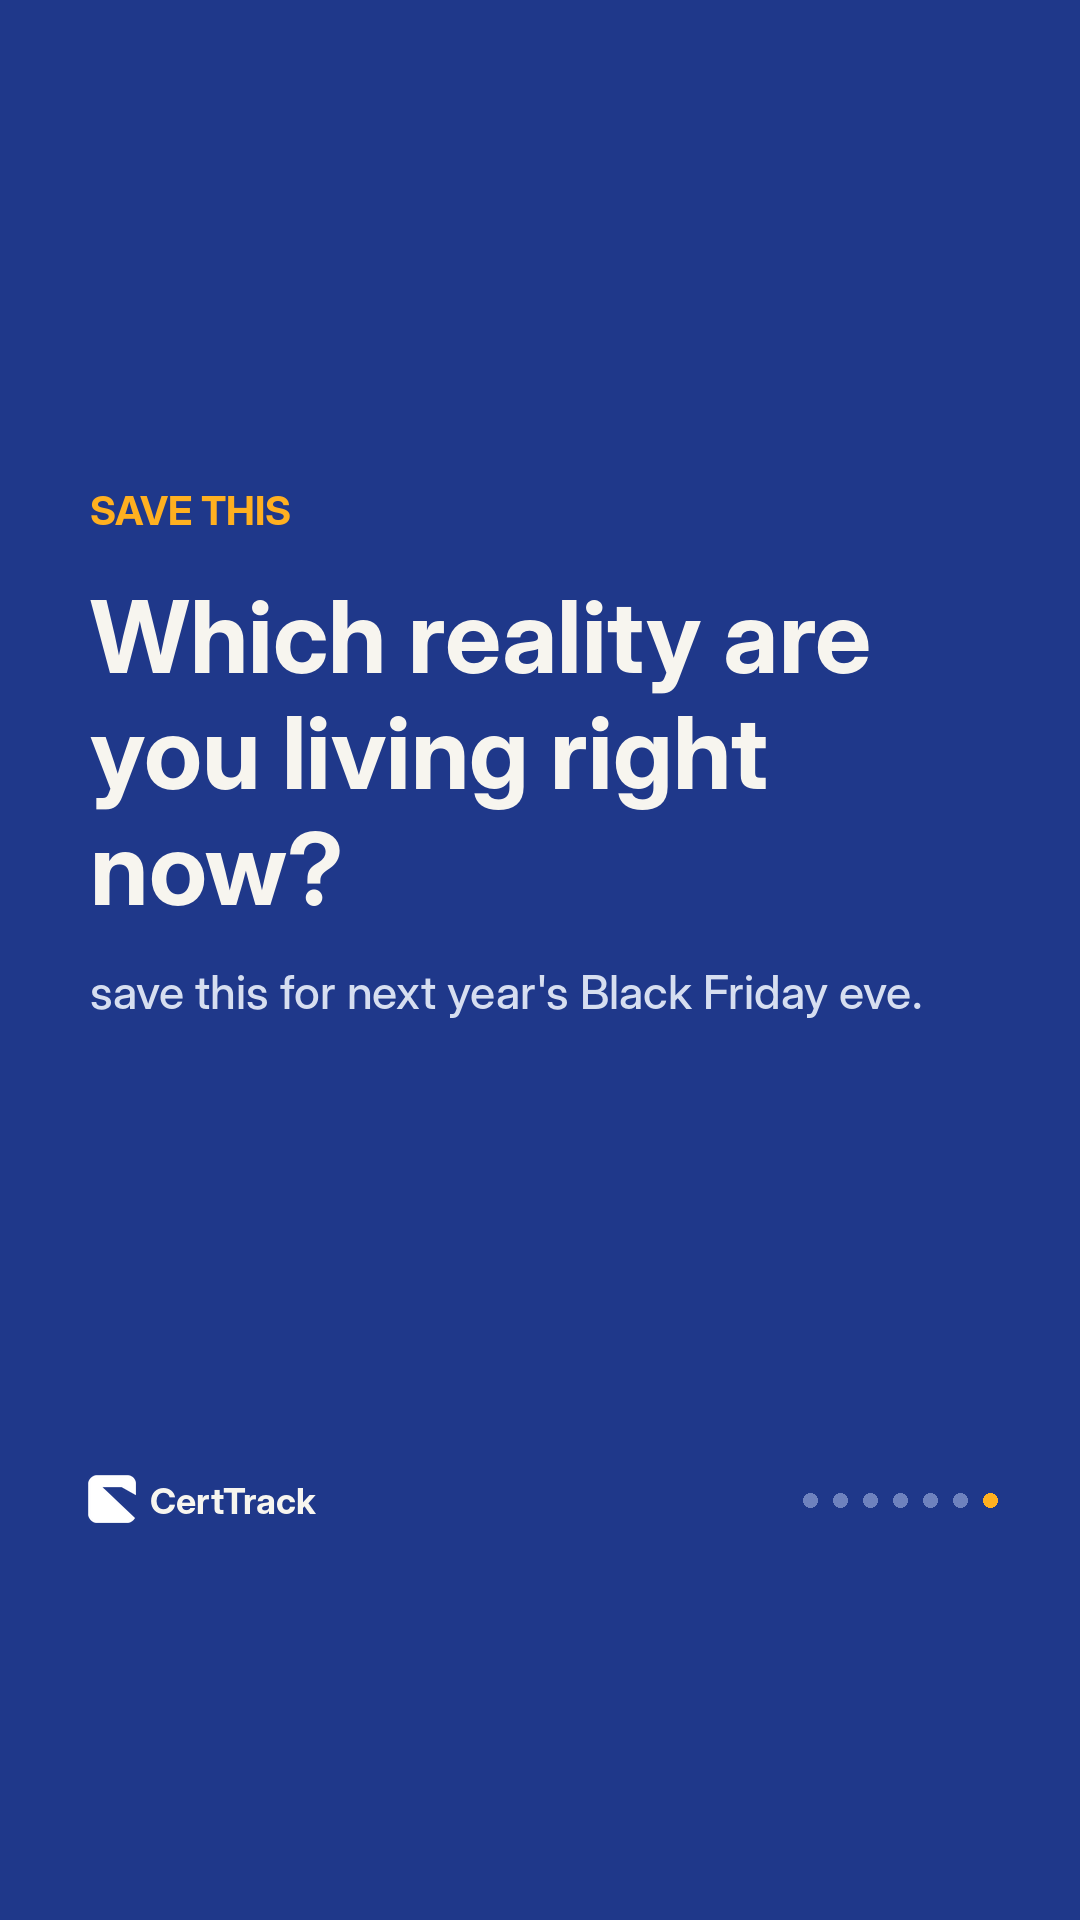 SAVE THIS
Which reality are
you living right
now?
save this for next year's Black Friday eve.
CertTrack